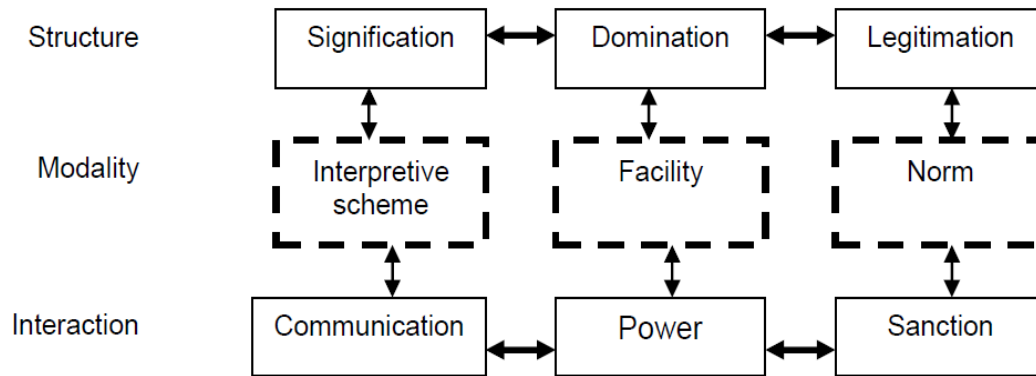 Structure Signification Domination Legitimation
Modality Interpretive scheme Facility Norm
Interaction Communication Power Sanction